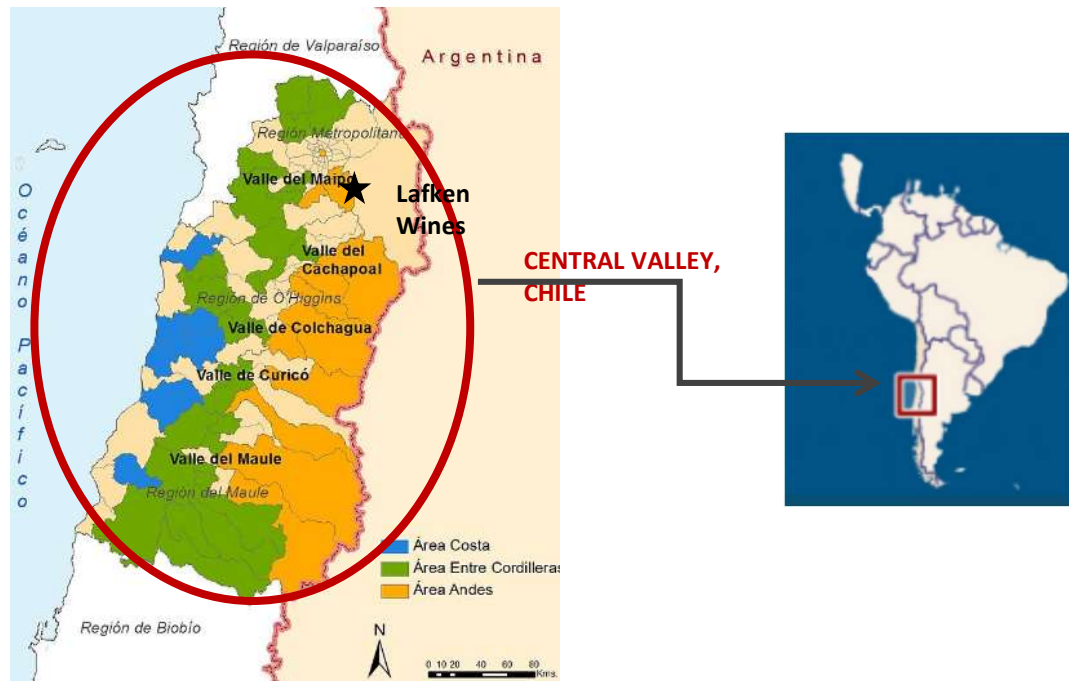 Región de Valparaíso
Argentina
Región Metropolitana
Valle del Maipo
Lafken
Wines
Valle del
Cachapoal
CENTRAL VALLEY,
CHILE
Región de O'Higgins
Valle de Colchagua
Valle de Curicó
Valle del Maule
Región del Maule
Océano Pacífico
Área Costa
Área Entre Cordilleras
Área Andes
Región de Biobío
N
0 10 20 40 60 80
Kms.